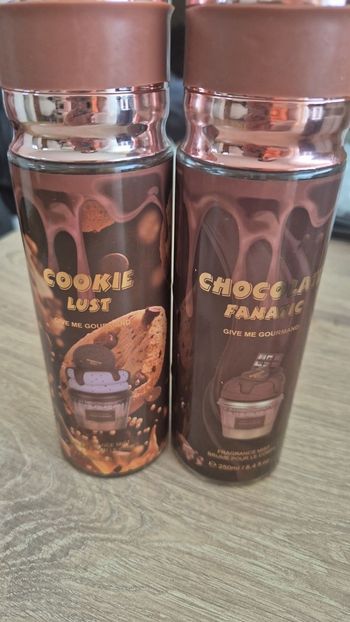 COOKIE
LUST
GIVE ME GOURMAND
CHOCOLATE
FANATIC
GIVE ME GOURMAND
FRAGRANCE MIST
BRUME POUR LE CORPS
℮ 250ml / 8.4 fl